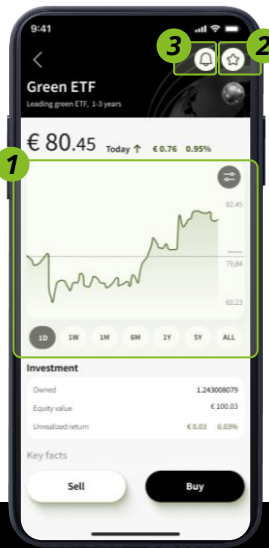 9:41
3
2
Green ETF
Leading green ETF, 1-3 years
€ 80.45 Today ↑ € 0.76 0.95%
1
82.45
79.84
60.23
1D 1W 1M 6M 1Y 5Y ALL
Investment
Owned 1.243008079
Equity value € 100.03
Unrealized return € 0.03 0.03%
Key facts
Sell Buy